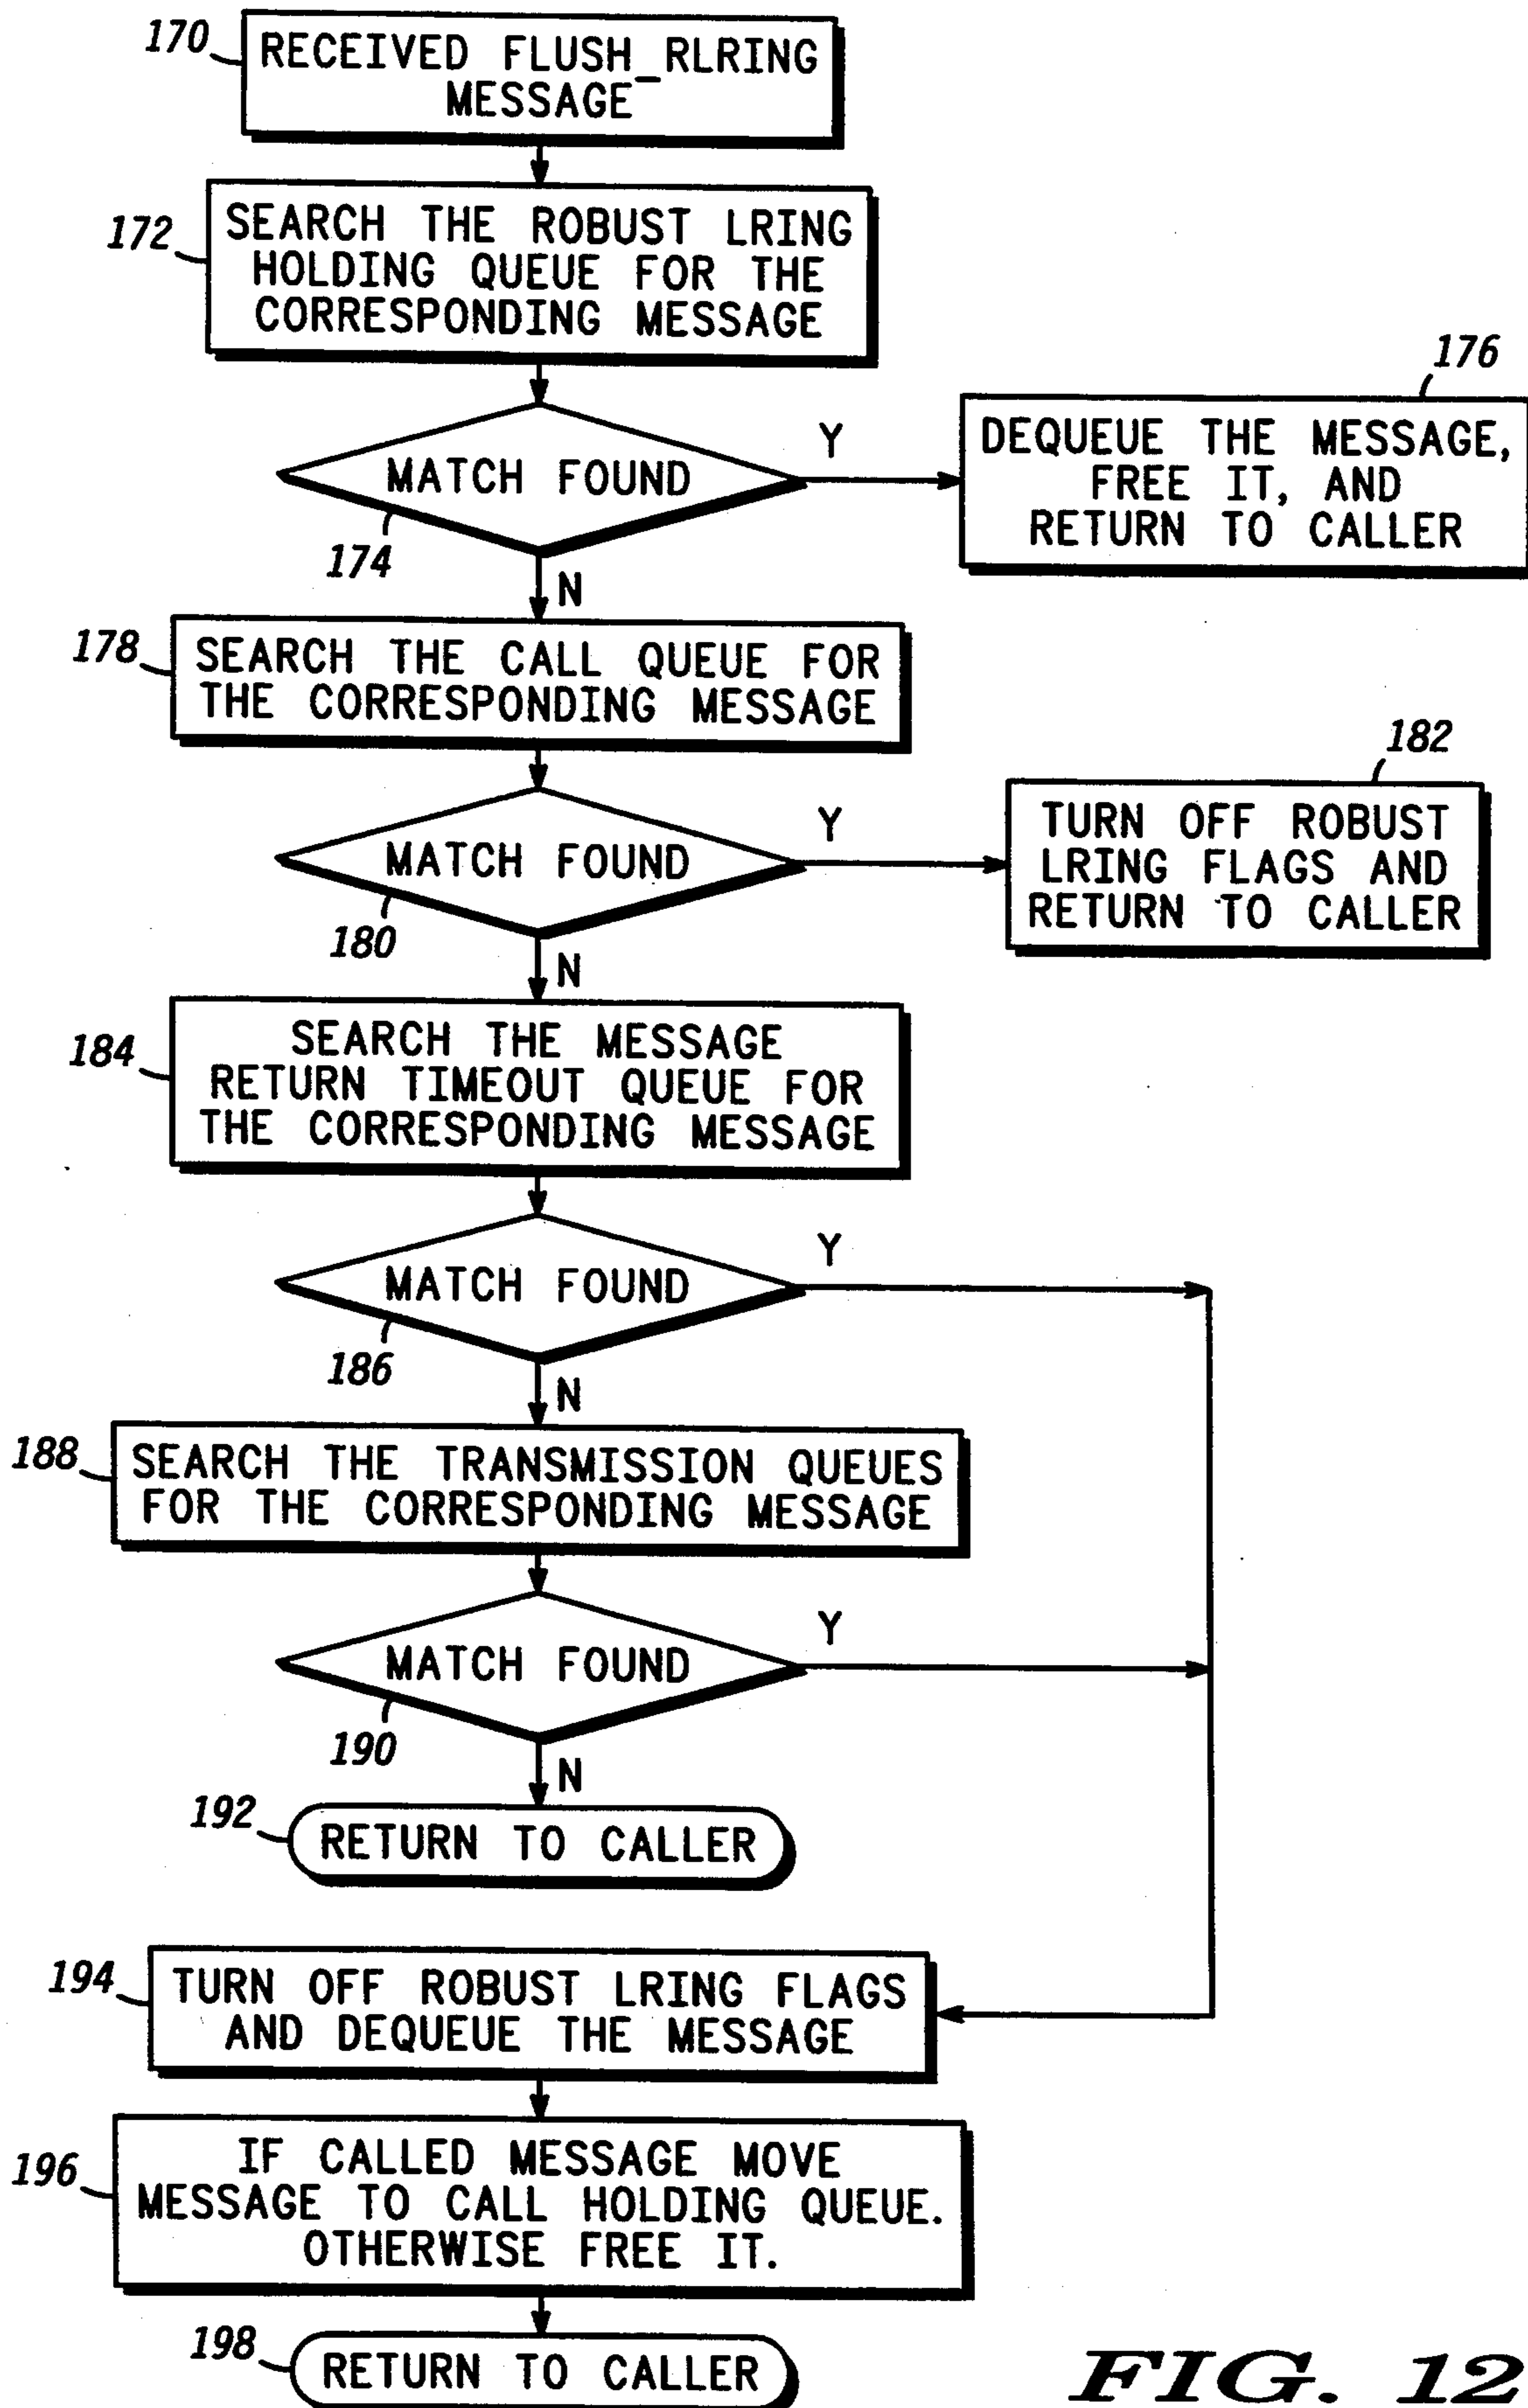 170
RECEIVED FLUSH_RLRING
MESSAGE
172
SEARCH THE ROBUST LRING
HOLDING QUEUE FOR THE
CORRESPONDING MESSAGE
176
DEQUEUE THE MESSAGE,
FREE IT, AND
RETURN TO CALLER
MATCH FOUND
Y
174
N
178
SEARCH THE CALL QUEUE FOR
THE CORRESPONDING MESSAGE
182
TURN OFF ROBUST
LRING FLAGS AND
RETURN TO CALLER
MATCH FOUND
Y
180
N
184
SEARCH THE MESSAGE
RETURN TIMEOUT QUEUE FOR
THE CORRESPONDING MESSAGE
MATCH FOUND
Y
186
N
188
SEARCH THE TRANSMISSION QUEUES
FOR THE CORRESPONDING MESSAGE
MATCH FOUND
Y
190
N
192
RETURN TO CALLER
194
TURN OFF ROBUST LRING FLAGS
AND DEQUEUE THE MESSAGE
196
IF CALLED MESSAGE MOVE
MESSAGE TO CALL HOLDING QUEUE.
OTHERWISE FREE IT.
198
RETURN TO CALLER
FIG. 12